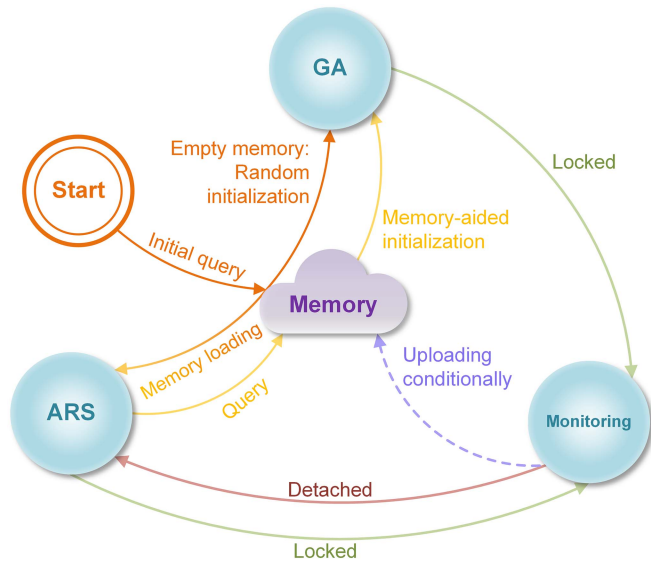 GA
Empty memory:
Random
initialization
Locked
Start
Memory-aided
initialization
Initial query
Memory
Memory loading
Uploading
conditionally
Query
ARS
Monitoring
Detached
Locked